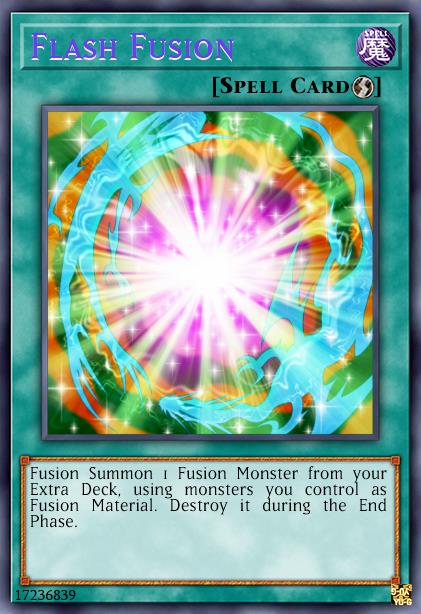 Flash Fusion
SPELL
魔
[Spell Card]
Fusion Summon 1 Fusion Monster from your
Extra Deck, using monsters you control as
Fusion Material. Destroy it during the End
Phase.
17236839